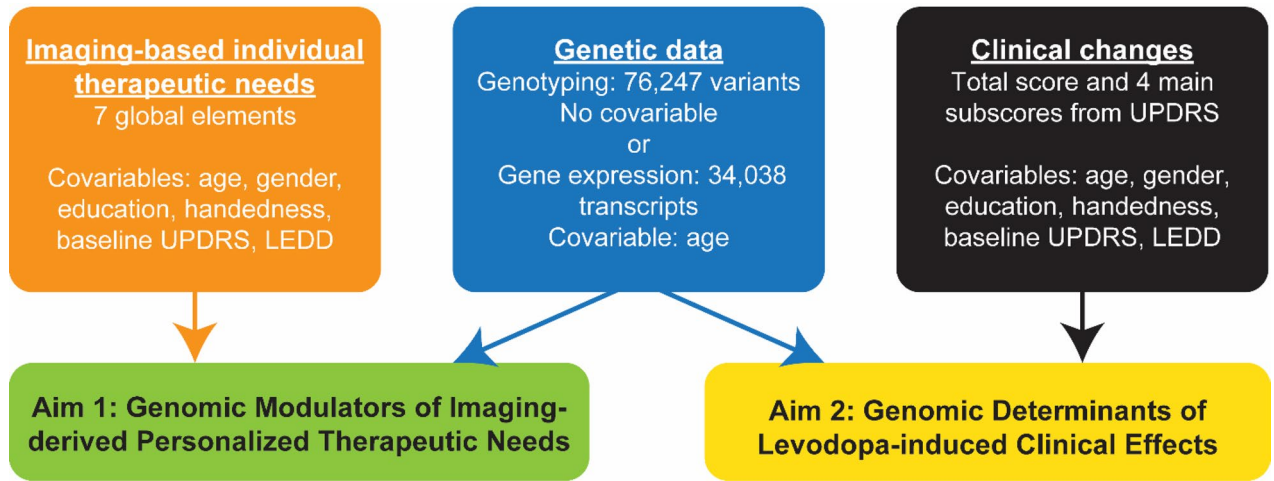 Imaging-based individual
therapeutic needs
7 global elements
Covariables: age, gender,
education, handedness,
baseline UPDRS, LEDD
Genetic data
Genotyping: 76,247 variants
No covariable
or
Gene expression: 34,038
transcripts
Covariable: age
Clinical changes
Total score and 4 main
subscores from UPDRS
Covariables: age, gender,
education, handedness,
baseline UPDRS, LEDD
Aim 1: Genomic Modulators of Imaging-
derived Personalized Therapeutic Needs
Aim 2: Genomic Determinants of
Levodopa-induced Clinical Effects